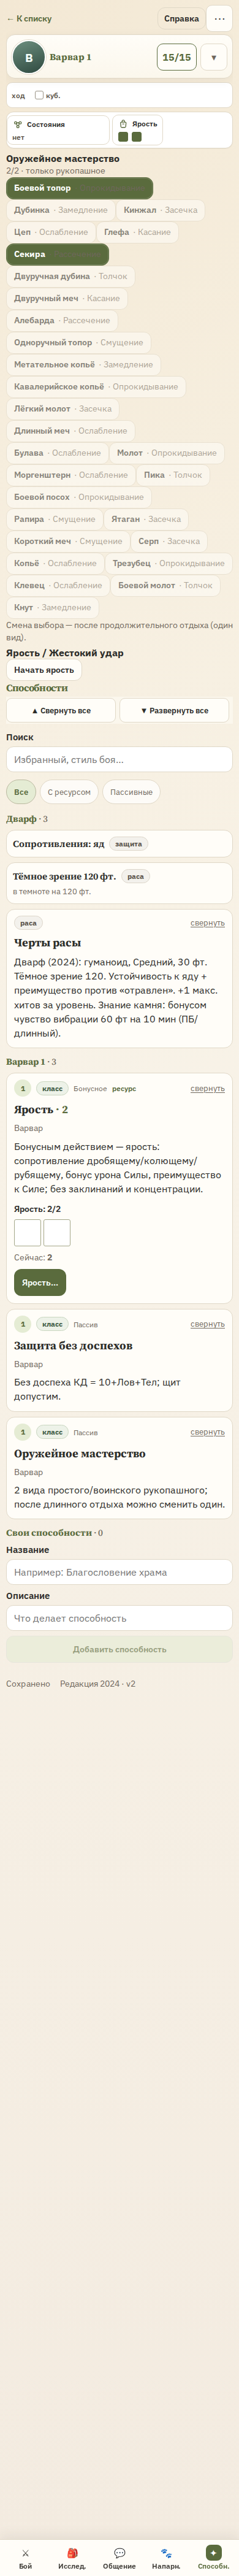 ← К списку
Справка
...
В
Варвар 1
15/15
▼
ход
куб.
Состояния
нет
Ярость
Оружейное мастерство
2/2 · только рукопашное
Боевой топор
Дубинка · Замедление
Кинжал · Засечка
Цеп · Ослабление
Глефа · Касание
Секира
Двуручная дубина · Толчок
Двуручный меч · Касание
Алебарда · Рассечение
Одноручный топор · Смущение
Метательное копьё · Замедление
Кавалерийское копьё · Опрокидывание
Лёгкий молот · Засечка
Длинный меч · Ослабление
Булава · Ослабление
Молот · Опрокидывание
Моргенштерн · Ослабление
Пика · Толчок
Боевой посох · Опрокидывание
Рапира · Смущение
Ятаган · Засечка
Короткий меч · Смущение
Серп · Засечка
Копьё · Ослабление
Трезубец · Опрокидывание
Клевец · Ослабление
Боевой молот · Толчок
Кнут · Замедление
Смена выбора — после продолжительного отдыха (один
вид).
Ярость / Жестокий удар
Начать ярость
Способности
▲ Свернуть все
▼ Развернуть все
Поиск
Избранный, стиль боя...
Все
С ресурсом
Пассивные
Дварф · 3
Сопротивления: яд
защита
Тёмное зрение 120 фт.
раса
в темноте на 120 фт.
раса
свернуть
Черты расы
Дварф (2024): гуманоид, Средний, 30 фт.
Тёмное зрение 120. Устойчивость к яду +
преимущество против «отравлен». +1 макс.
хитов за уровень. Знание камня: бонусом
чувство вибрации 60 фт на 10 мин (ПБ/
длинный).
Варвар 1 · 3
1
класс
Бонусное
ресурс
свернуть
Ярость · 2
Варвар
Бонусным действием — ярость:
сопротивление дробящему/колющему/
рубящему, бонус урона Силы, преимущество
к Силе; без заклинаний и концентрации.
Ярость: 2/2
Сейчас: 2
Ярость...
1
класс
Пассив
свернуть
Защита без доспехов
Варвар
Без доспеха КД = 10+Лов+Тел; щит
допустим.
1
класс
Пассив
свернуть
Оружейное мастерство
Варвар
2 вида простого/воинского рукопашного;
после длинного отдыха можно сменить один.
Свои способности · 0
Название
Например: Благословение храма
Описание
Что делает способность
Добавить способность
Сохранено
Редакция 2024 · v2
Бой
Исслед.
Общение
Напарн.
Способн.